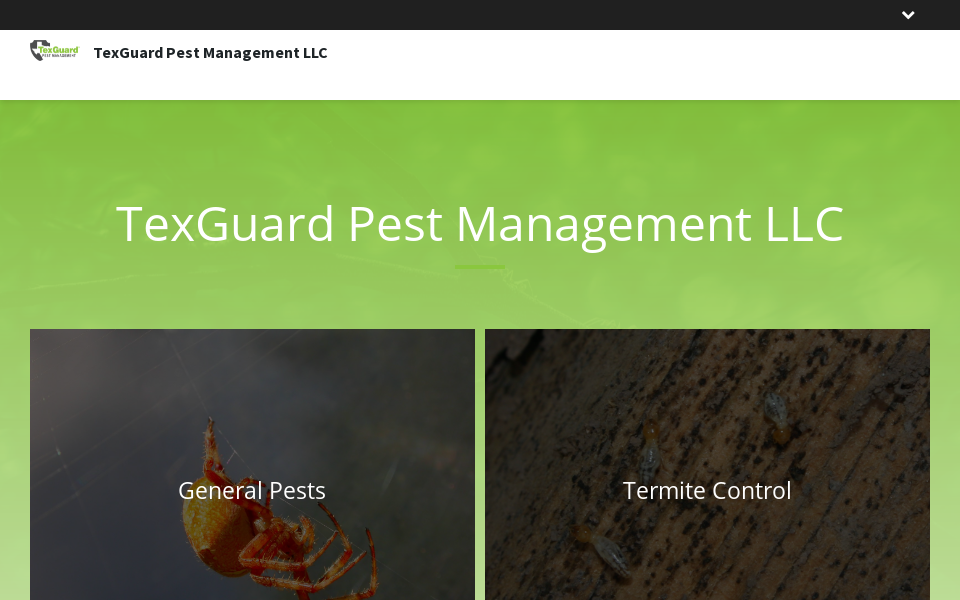 TexGuard
PEST MANAGEMENT
TexGuard Pest Management LLC
TexGuard Pest Management LLC
General Pests
Termite Control